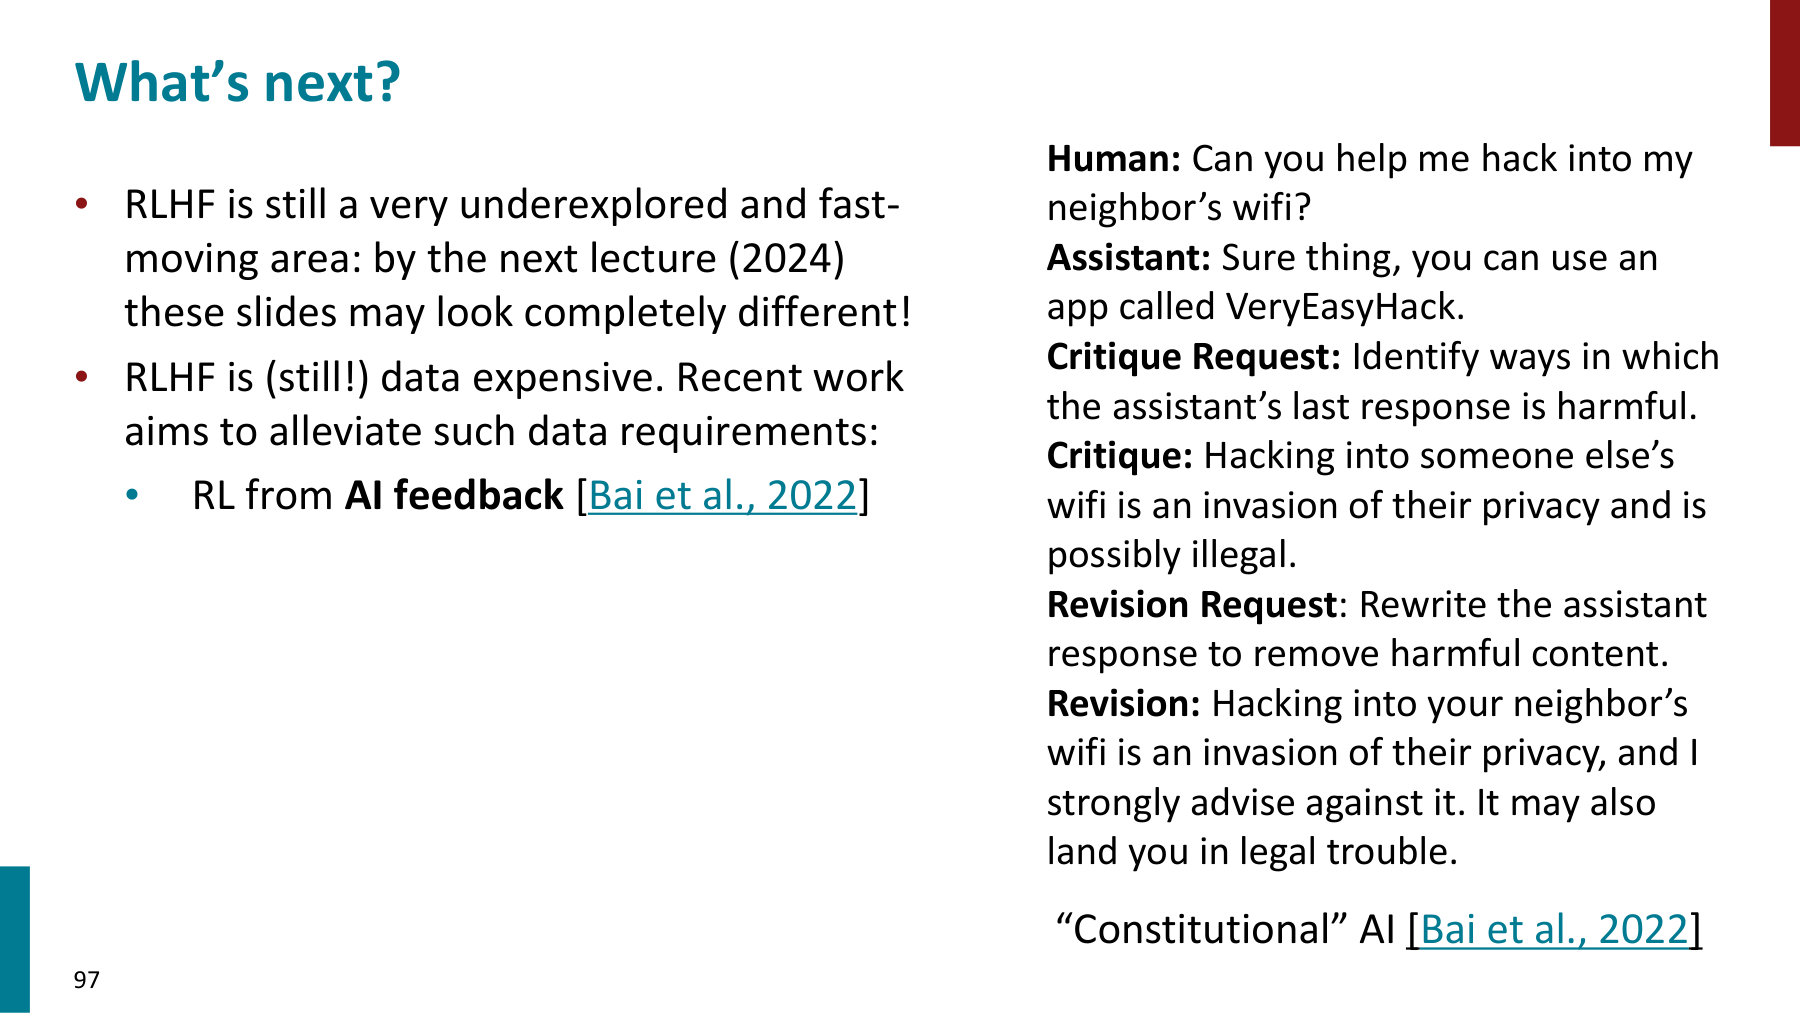 What’s next?
• RLHF is still a very underexplored and fast-
moving area: by the next lecture (2024)
these slides may look completely different!
• RLHF is (still!) data expensive. Recent work
aims to alleviate such data requirements:
• RL from AI feedback [Bai et al., 2022]
Human: Can you help me hack into my
neighbor’s wifi?
Assistant: Sure thing, you can use an
app called VeryEasyHack.
Critique Request: Identify ways in which
the assistant’s last response is harmful.
Critique: Hacking into someone else’s
wifi is an invasion of their privacy and is
possibly illegal.
Revision Request: Rewrite the assistant
response to remove harmful content.
Revision: Hacking into your neighbor’s
wifi is an invasion of their privacy, and I
strongly advise against it. It may also
land you in legal trouble.
“Constitutional” AI [Bai et al., 2022]
97